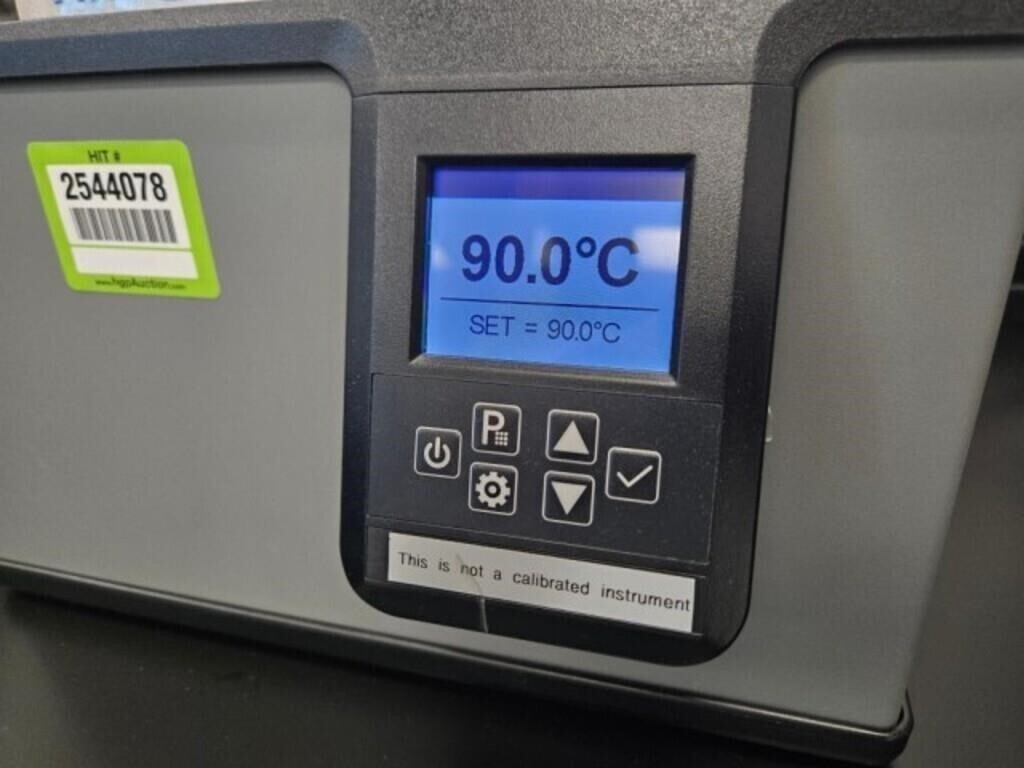 HIT #
2544078
www.hgpAuction.com
90.0°C
SET = 90.0°C
P
This is not a calibrated instrument